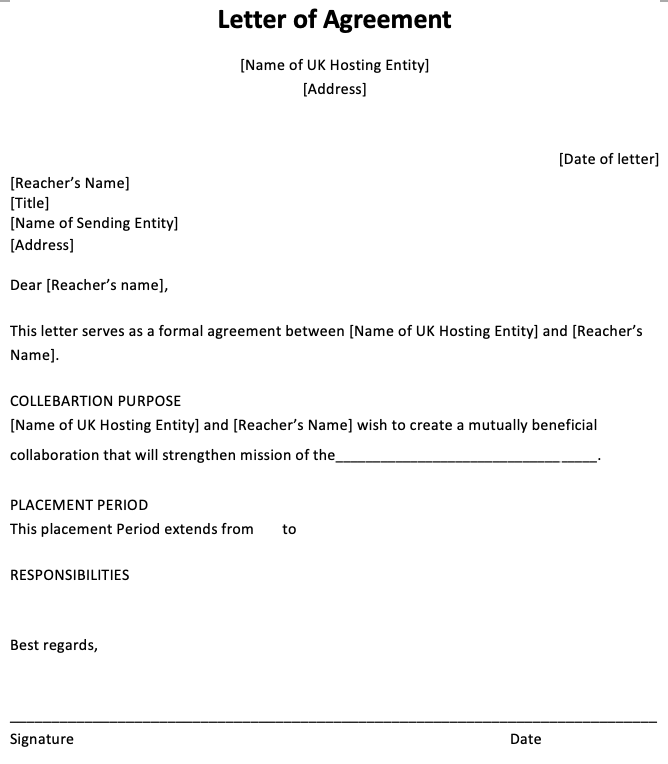 Letter of Agreement
[Name of UK Hosting Entity]
[Address]
[Date of letter]
[Reacher’s Name]
[Title]
[Name of Sending Entity]
[Address]
Dear [Reacher’s name],
This letter serves as a formal agreement between [Name of UK Hosting Entity] and [Reacher’s
Name].
COLLEBARTION PURPOSE
[Name of UK Hosting Entity] and [Reacher’s Name] wish to create a mutually beneficial
collaboration that will strengthen mission of the______________________________ _____.
PLACEMENT PERIOD
This placement Period extends from to
RESPONSIBILITIES
Best regards,
Signature Date